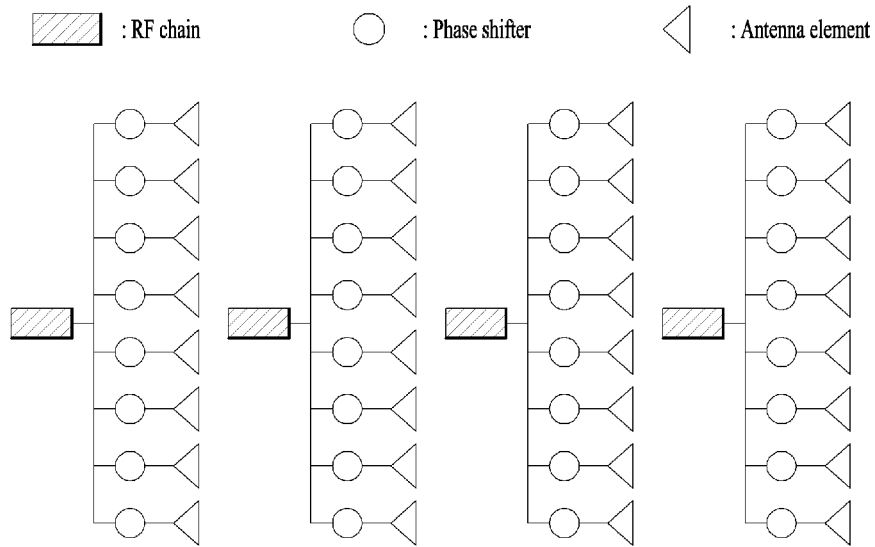 : RF chain : Phase shifter : Antenna element